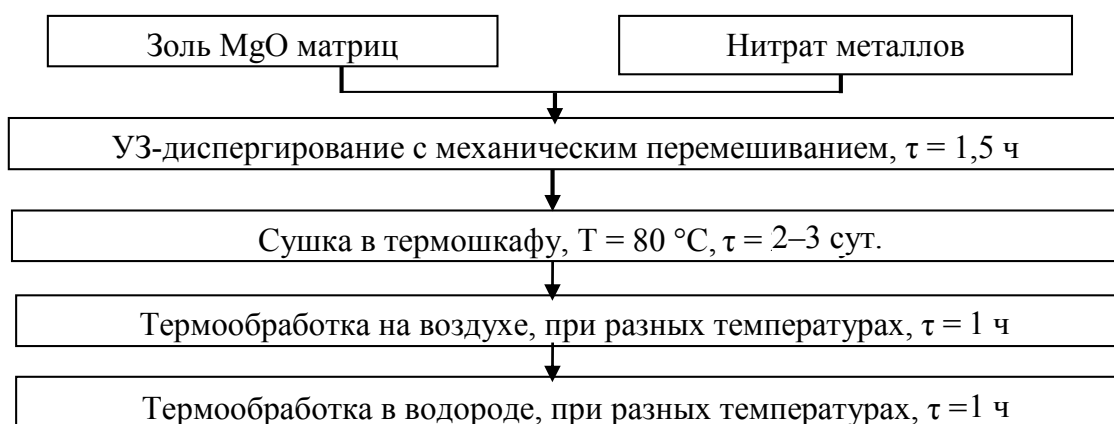 Золь MgO матриц
Нитрат металлов
УЗ-диспергирование с механическим перемешиванием, τ = 1,5 ч
Сушка в термошкафу, T = 80 °C, τ = 2–3 сут.
Термообработка на воздухе, при разных температурах, τ = 1 ч
Термообработка в водороде, при разных температурах, τ =1 ч